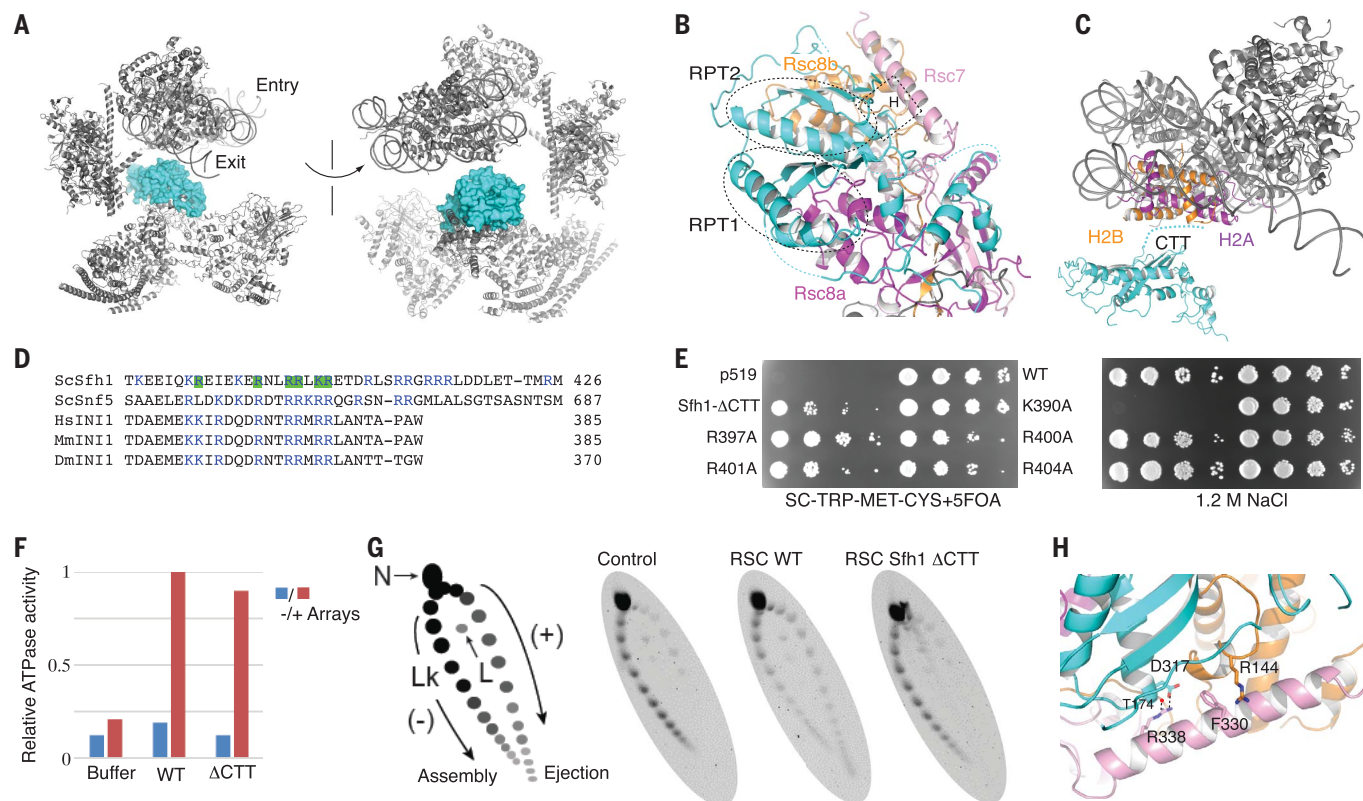 A
Entry
Exit
B
RPT2
Rsc8b
Rsc7
H
RPT1
Rsc8a
C
H2B
CTT
H2A
D
ScSfh1 TKEEIQKREIEKERNLRRLKRETDRLSRRGRRRLDDLET-TMRM 426
ScSnf5 SAAELERLDKDKDRDTRRKRRQGRSN-RRGMLALSGTSASNTSM 687
HsINI1 TDAEMEKKIRDQDRNTRRMRRLANTA-PAW 385
MmINI1 TDAEMEKKIRDQDRNTRRMRRLANTA-PAW 385
DmINI1 TDAEMEKKIRDQDRNTRRMRRLANTT-TGW 370
E
p519
Sfh1-ΔCTT
R397A
R401A
WT
K390A
R400A
R404A
SC-TRP-MET-CYS+5FOA
1.2 M NaCl
F
Relative ATPase activity
1
0.5
0
Buffer
WT
ΔCTT
/
-/+ Arrays
G
N
Lk
L
(+)
(-)
Assembly
Ejection
Control
RSC WT
RSC Sfh1 ΔCTT
H
D317
R144
T174
F330
R338